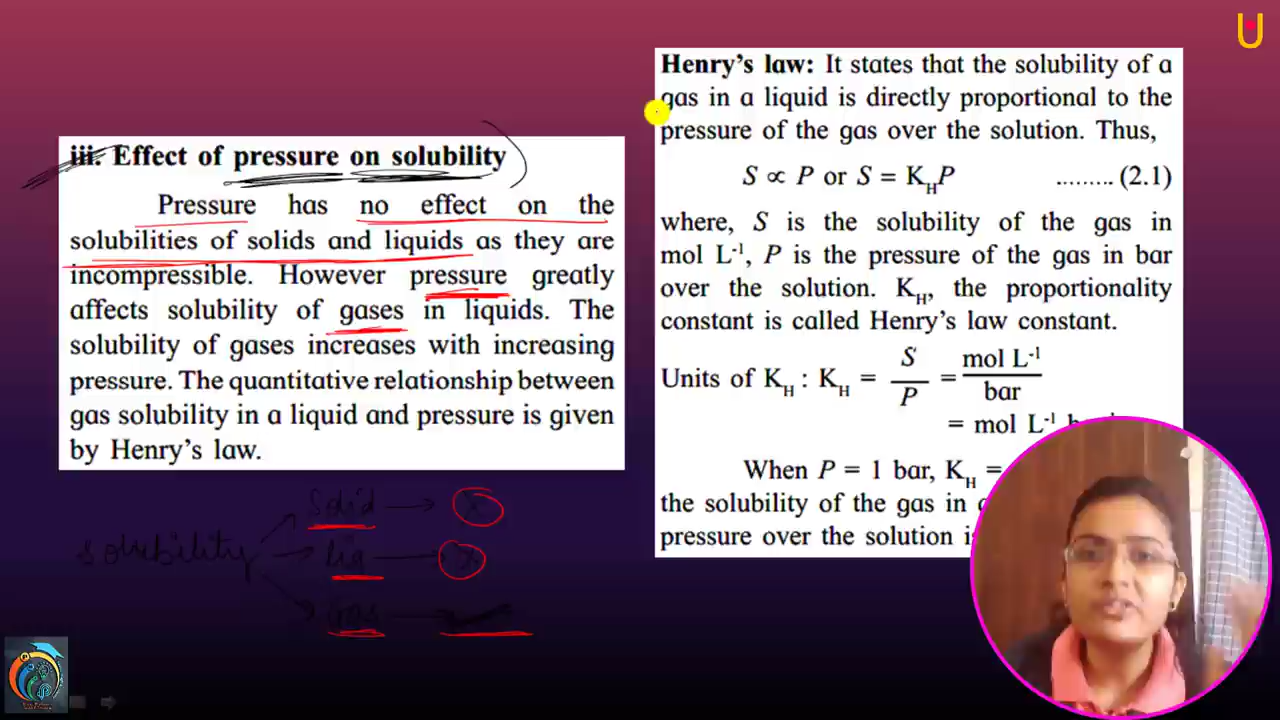 iii. Effect of pressure on solubility
Pressure has no effect on the
solubilities of solids and liquids as they are
incompressible. However pressure greatly
affects solubility of gases in liquids. The
solubility of gases increases with increasing
pressure. The quantitative relationship between
gas solubility in a liquid and pressure is given
by Henry's law.
solubility
solid → ×
liq → ×
gas
Henry's law: It states that the solubility of a
gas in a liquid is directly proportional to the
pressure of the gas over the solution. Thus,
S ∝ P or S = K_H P ......... (2.1)
where, S is the solubility of the gas in
mol L⁻¹, P is the pressure of the gas in bar
over the solution. K_H, the proportionality
constant is called Henry's law constant.
Units of K_H : K_H = S/P = mol L⁻¹/bar
= mol L⁻¹
When P = 1 bar, K_H =
the solubility of the gas in
pressure over the solution
U